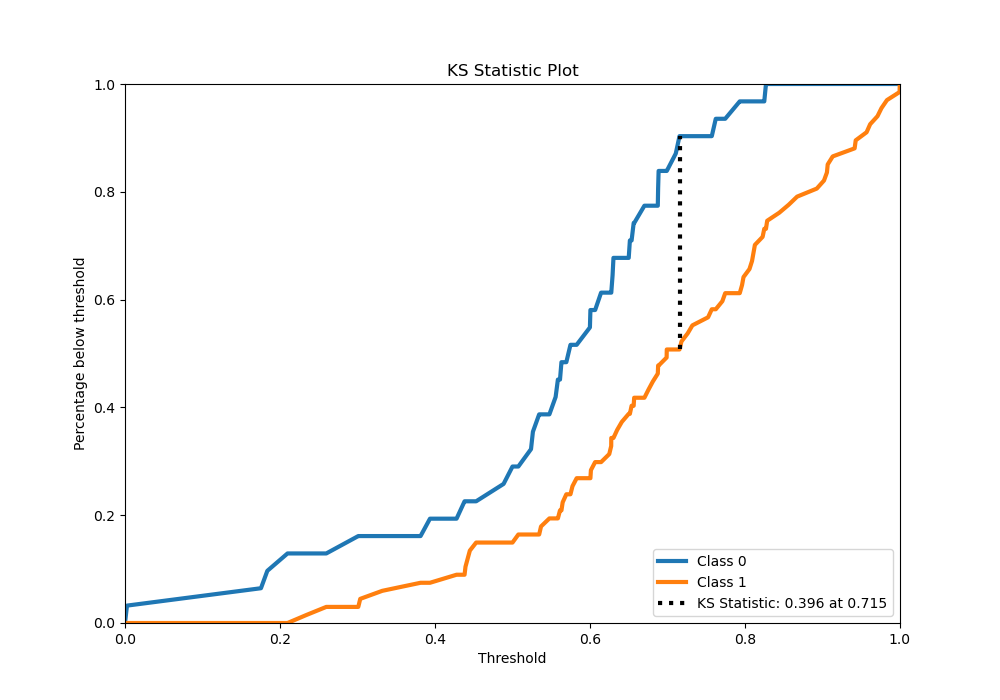 KS Statistic Plot
1.0
0.8
0.6
0.4
0.2
0.0
Percentage below threshold
0.0 0.2 0.4 0.6 0.8 1.0
Threshold
Class 0
Class 1
KS Statistic: 0.396 at 0.715